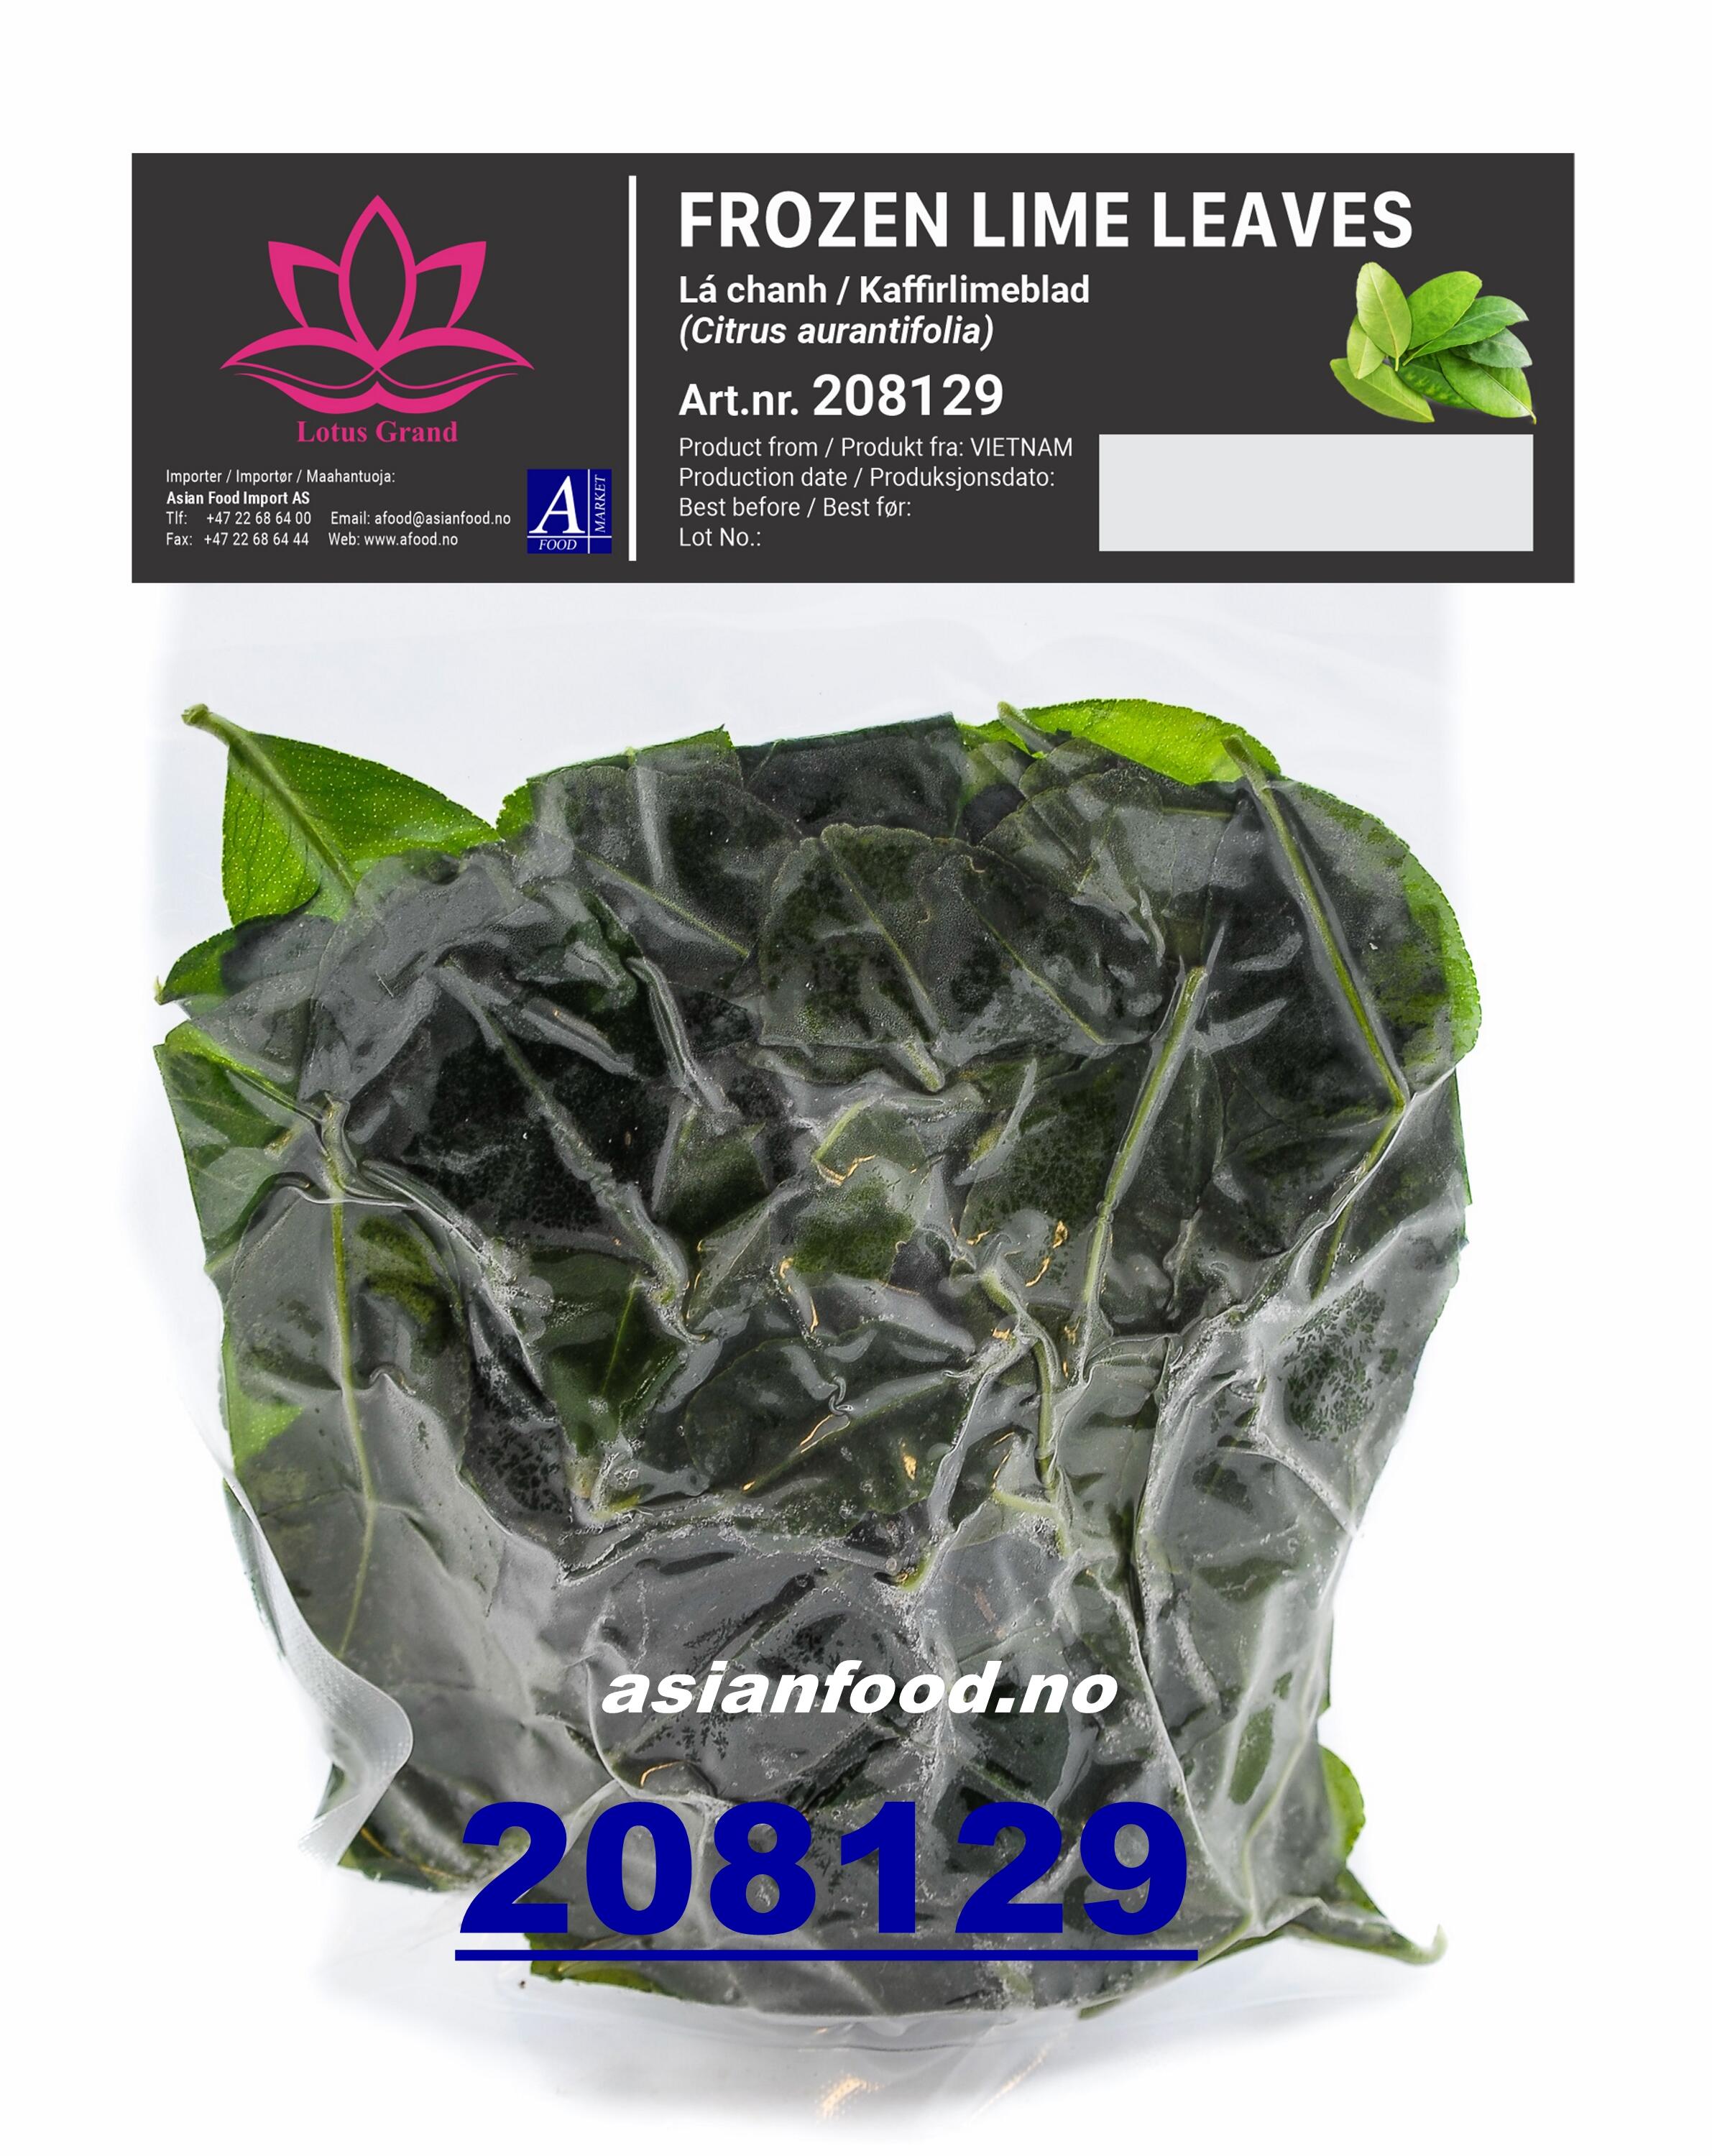 Lotus Grand
Importer / Importør / Maahantuoja:
Asian Food Import AS
Tlf: +47 22 68 64 00 Email: afood@asianfood.no
Fax: +47 22 68 64 44 Web: www.afood.no
A
FOOD
MARKET
FROZEN LIME LEAVES
Lá chanh / Kaffirlimeblad
(Citrus aurantifolia)
Art.nr. 208129
Product from / Produkt fra: VIETNAM
Production date / Produksjonsdato:
Best before / Best før:
Lot No.:
asianfood.no
208129